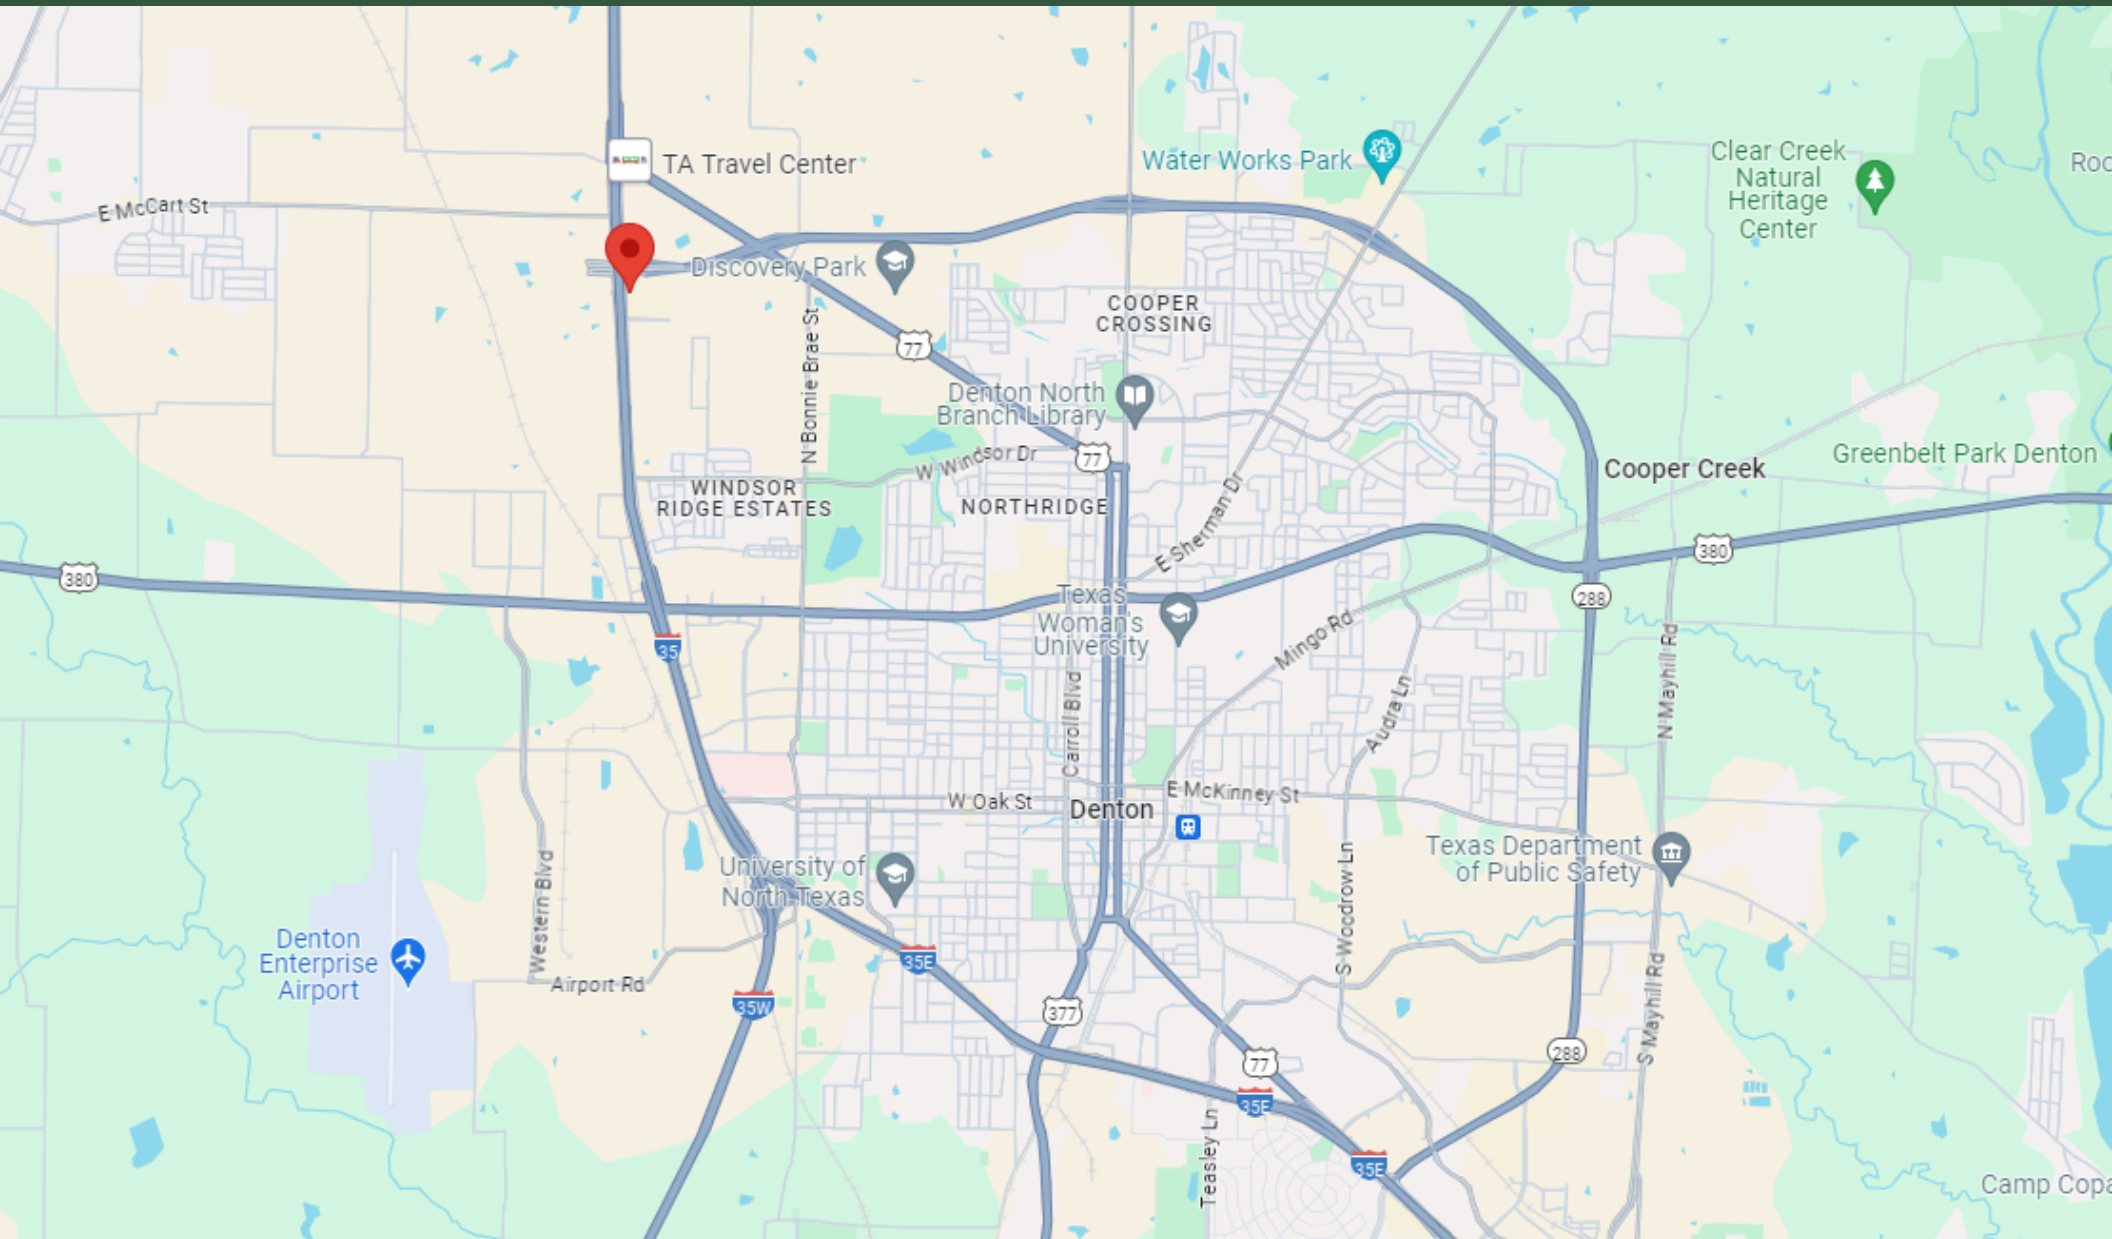 TA Travel Center
Water Works Park
Clear Creek
Natural
Heritage
Center
E McCart St
Discovery Park
COOPER
CROSSING
N Bonnie Brae St
77
Denton North
Branch Library
Greenbelt Park Denton
Cooper Creek
W Windsor Dr
77
WINDSOR
RIDGE ESTATES
NORTHRIDGE
E Sherman Dr
380
380
288
Texas
Woman's
University
Mingo Rd
35
N Mayhill Rd
Carroll Blvd
Audra Ln
W Oak St
Denton
E McKinney St
Texas Department
of Public Safety
University of
North Texas
Western Blvd
S Woodrow Ln
Denton
Enterprise
Airport
Airport Rd
35E
35W
377
S Mayhill Rd
288
77
35E
Teasley Ln
35E
Camp Copa
Roc